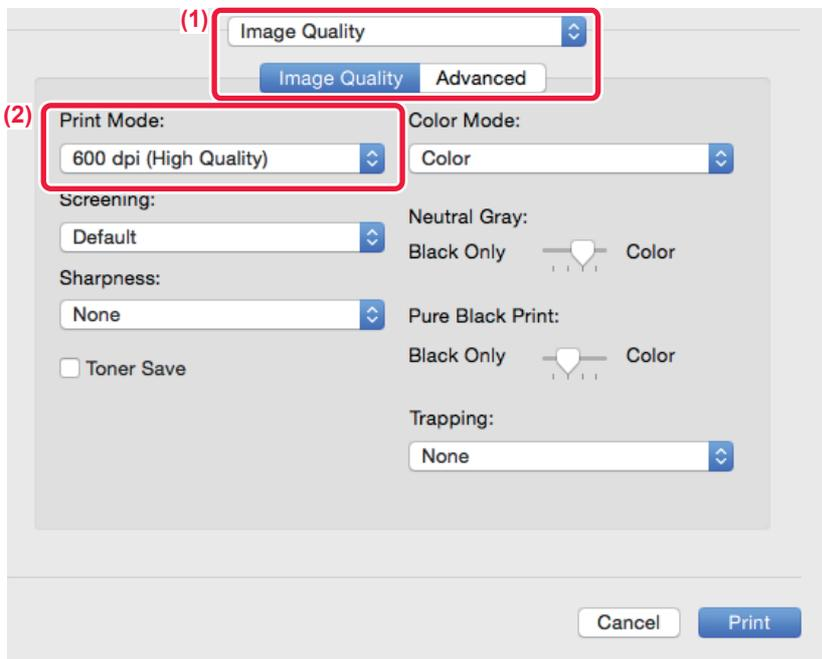 (1)
Image Quality
Image Quality Advanced
(2)
Print Mode:
600 dpi (High Quality)
Screening:
Default
Sharpness:
None
Toner Save
Color Mode:
Color
Neutral Gray:
Black Only Color
Pure Black Print:
Black Only Color
Trapping:
None
Cancel Print